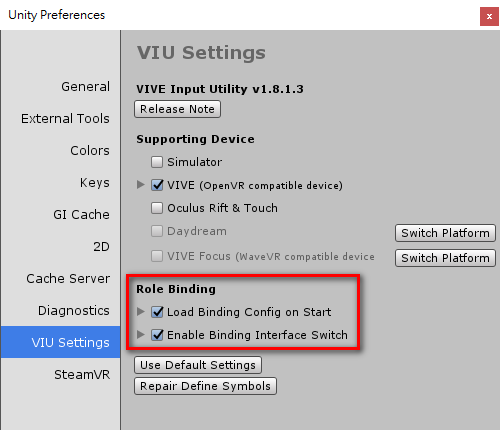 Unity Preferences
x
VIU Settings
General
External Tools
Colors
Keys
GI Cache
2D
Cache Server
Diagnostics
VIU Settings
SteamVR
VIVE Input Utility v1.8.1.3
Release Note
Supporting Device
Simulator
VIVE (OpenVR compatible device)
Oculus Rift & Touch
Daydream
Switch Platform
VIVE Focus (WaveVR compatible device
Switch Platform
Role Binding
Load Binding Config on Start
Enable Binding Interface Switch
Use Default Settings
Repair Define Symbols